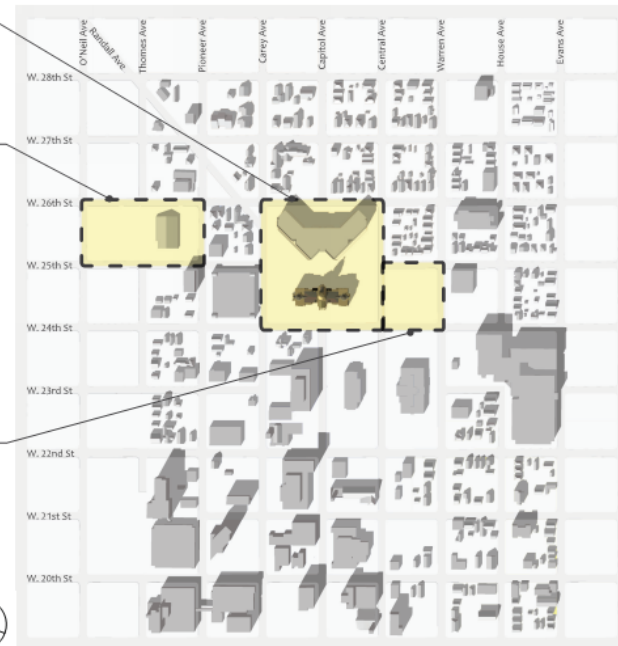 O'Neil Ave
Randall Ave
Thomes Ave
Pioneer Ave
Carey Ave
Capitol Ave
Central Ave
Warren Ave
House Ave
Evans Ave
W. 28th St
W. 27th St
W. 26th St
W. 25th St
W. 24th St
W. 23rd St
W. 22nd St
W. 21st St
W. 20th St